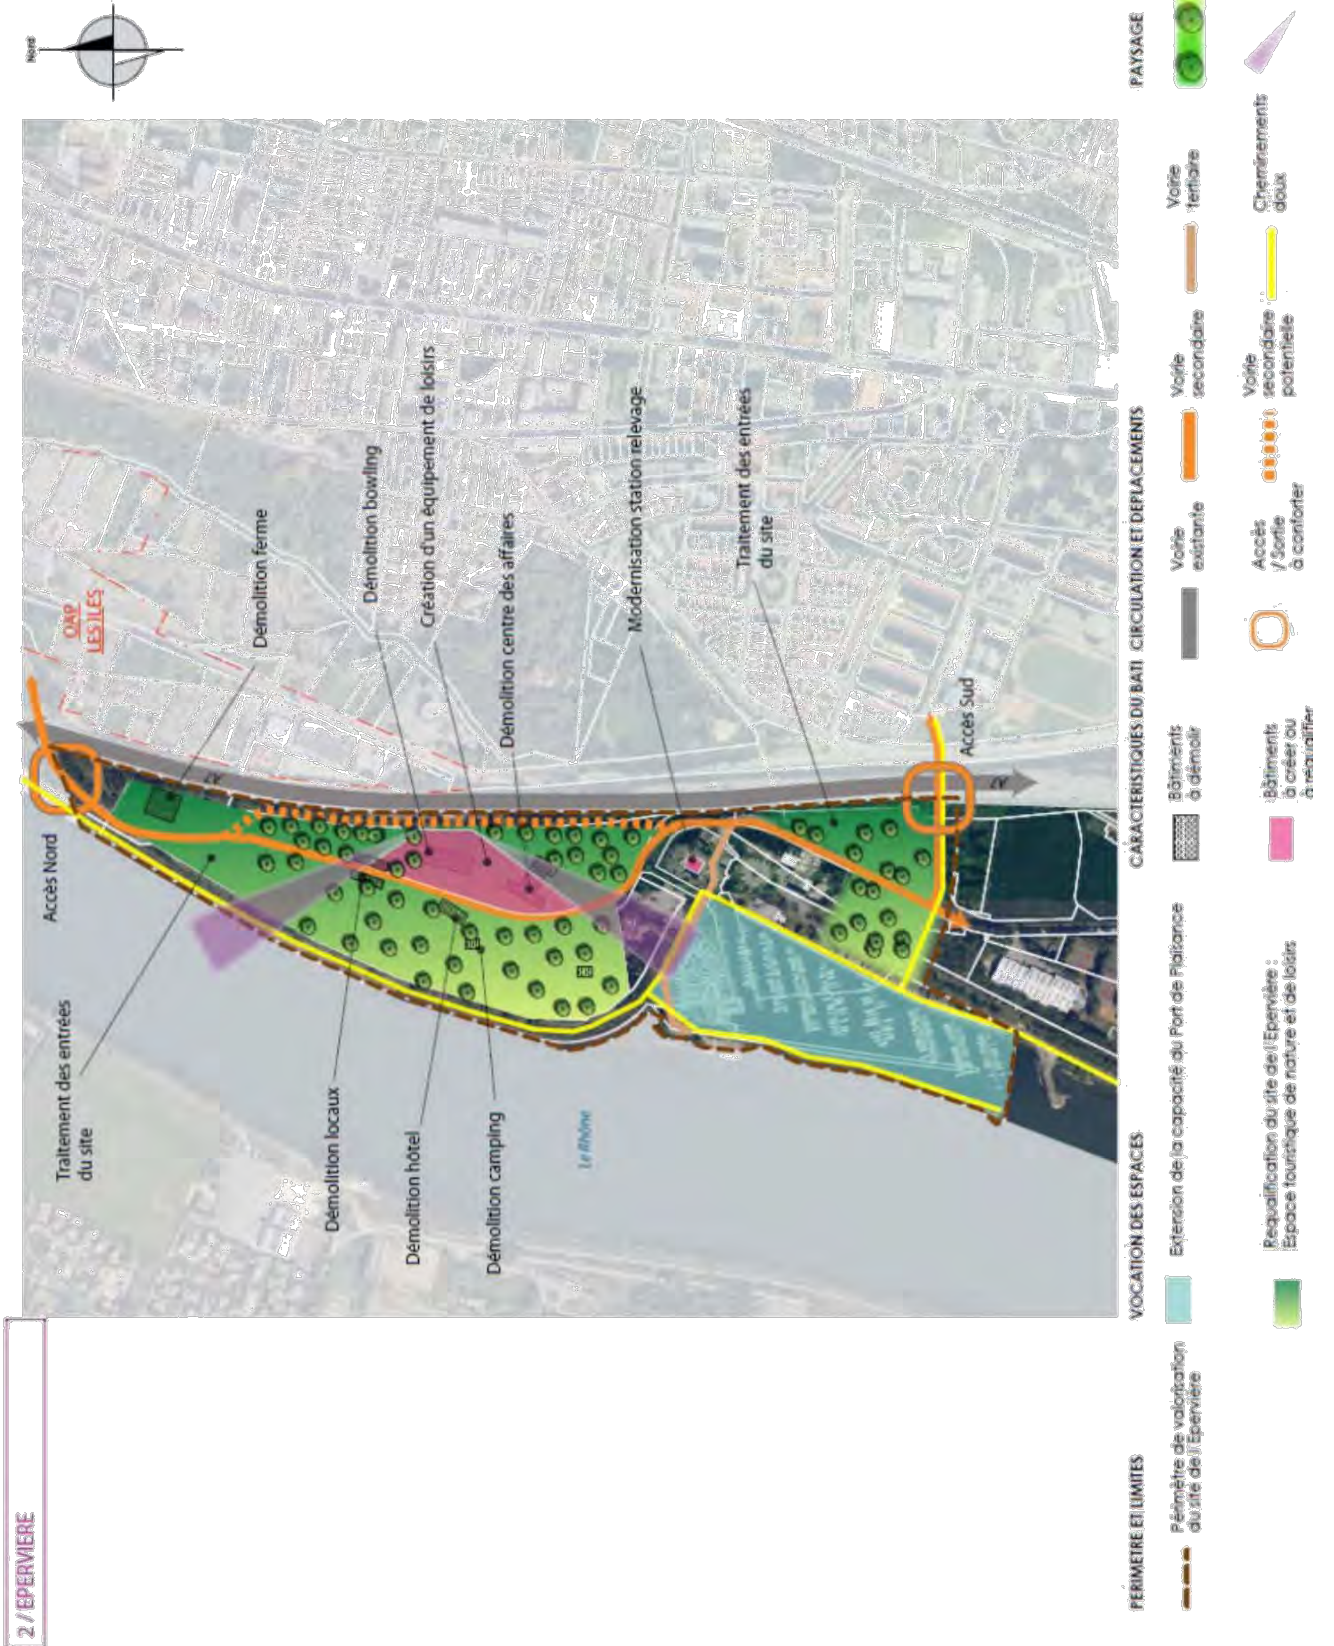 2 / EPERVIERE
Nord
OAP
LES ILES
Accès Nord
Traitement des entrées
du site
Démolition ferme
Démolition bowling
Création d'un équipement de loisirs
Démolition centre des affaires
Modernisation station relevage
Traitement des entrées
du site
Démolition locaux
Démolition hôtel
Démolition camping
Le Rhône
A7
A7
Accès Sud
PERIMETRE ET LIMITES
Périmètre de valorisation
du site de l'Epervière
VOCATION DES ESPACES
Extension de la capacité du Port de Plaisance
Requalification du site de l'Epervière :
Espace touristique de nature et de loisirs
CARACTERISTIQUES DU BATI
Bâtiments
à démolir
Bâtiments
à créer ou
à requalifier
CIRCULATION ET DEPLACEMENTS
Voirie
existante
Voirie
secondaire
Voirie
tertiaire
Accès
/ Sortie
à conforter
Voirie
secondaire
potentielle
Cheminements
doux
PAYSAGE